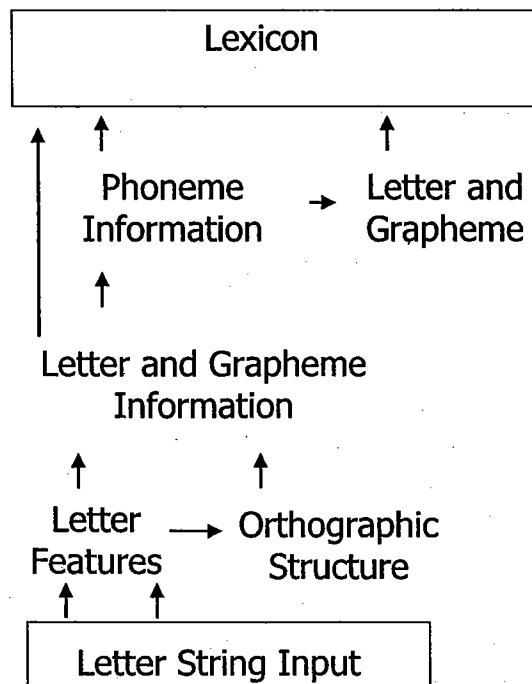 Lexicon
Phoneme
Information
Letter and
Grapheme
Letter and Grapheme
Information
Letter
Features
Orthographic
Structure
Letter String Input